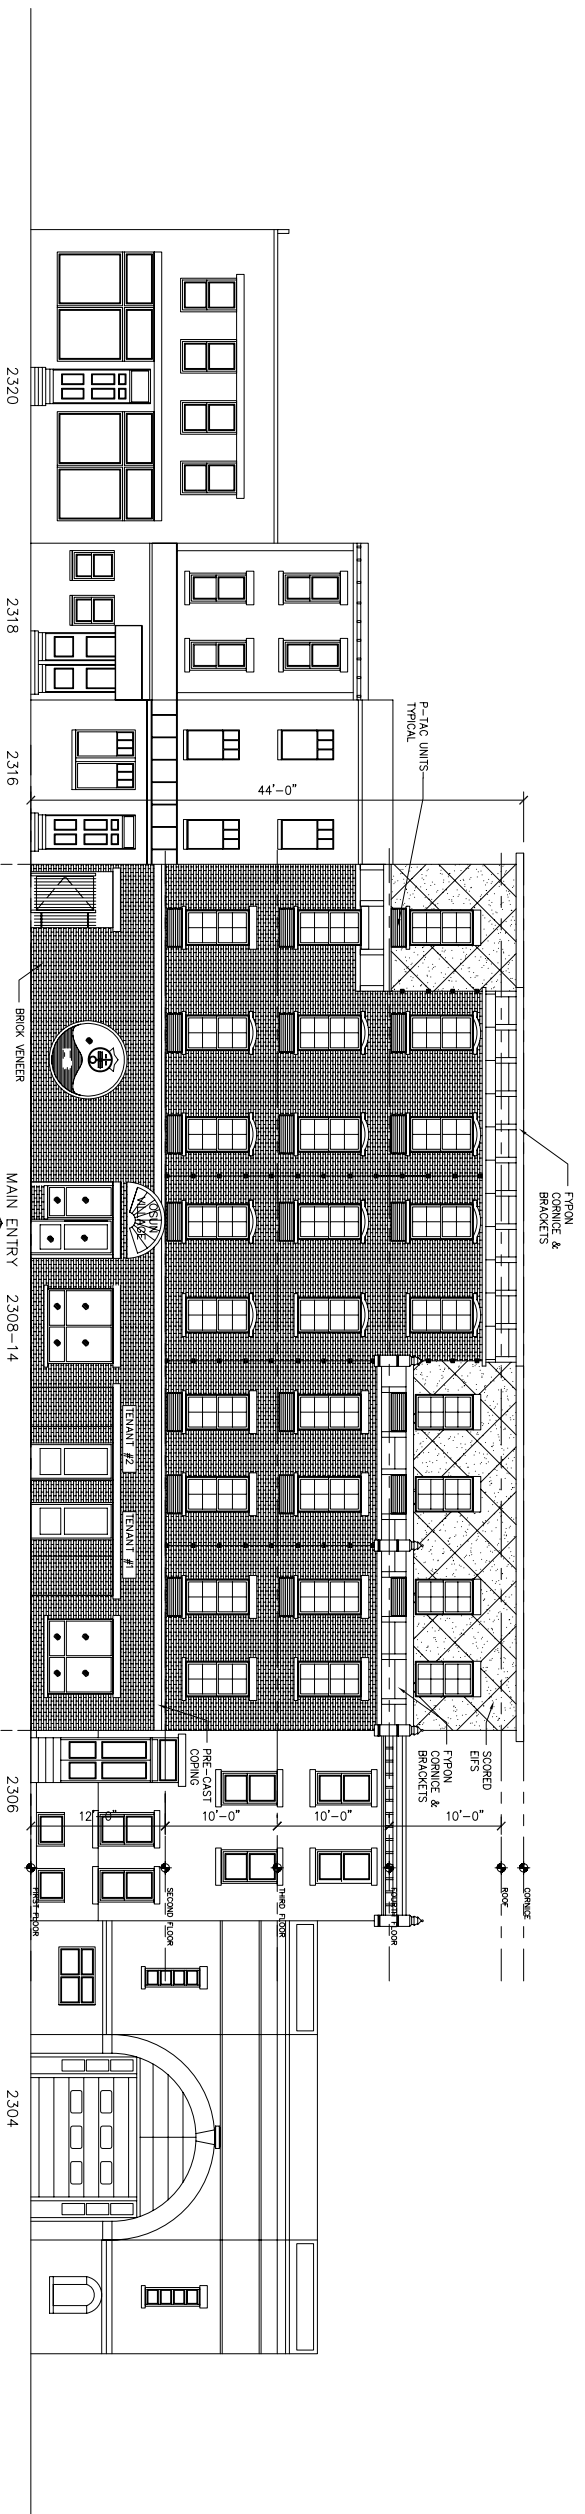 FYPON
CORNICE &
BRACKETS
P-TAC UNITS
TYPICAL
44'-0"
SCORED
EIFS
FYPON
CORNICE &
BRACKETS
PRE-CAST
COPING
CORNICE
ROOF
10'-0"
FOURTH FLOOR
10'-0"
THIRD FLOOR
10'-0"
SECOND FLOOR
FIRST FLOOR
VILLAGE
TENANT #2
TENANT #1
BRICK VENEER
MAIN ENTRY
2320
2318
2316
2308-14
2306
2304